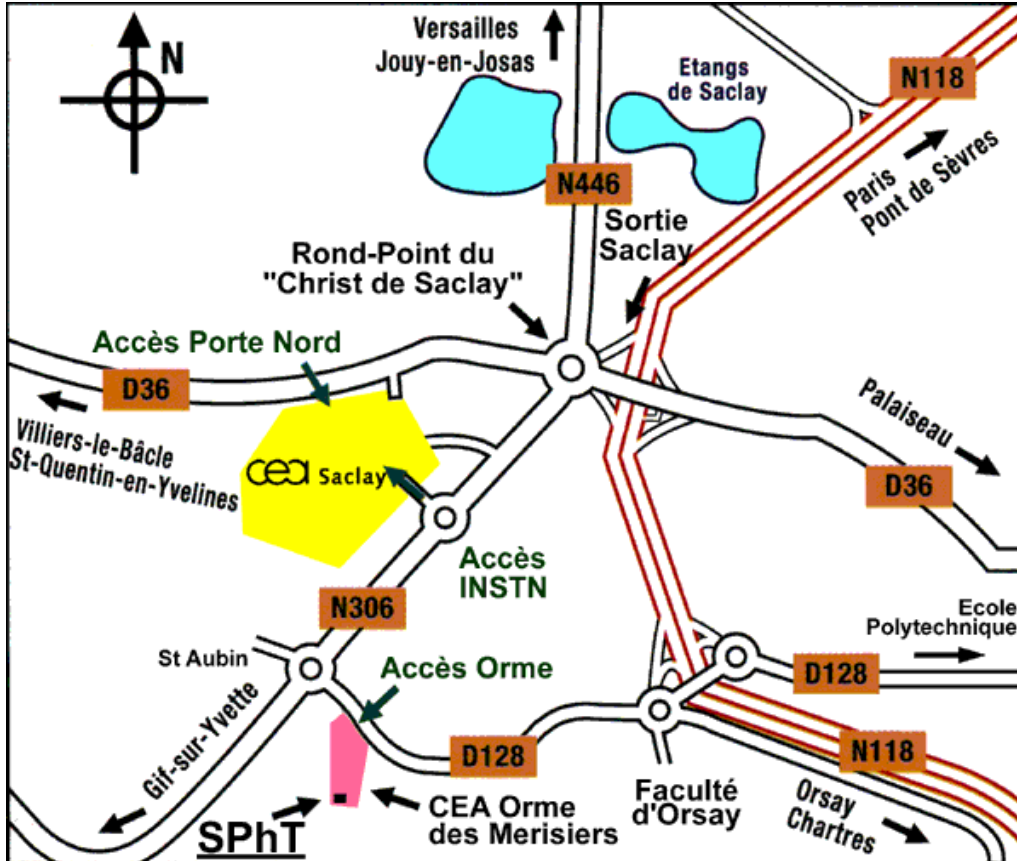 Versailles
Jouy-en-Josas
N
Etangs
de Saclay
N118
Paris
Pont de Sèvres
N446
Sortie
Saclay
Rond-Point du
"Christ de Saclay"
Accès Porte Nord
D36
Villiers-le-Bâcle
St-Quentin-en-Yvelines
cea Saclay
Palaiseau
D36
Accès
INSTN
N306
Ecole
Polytechnique
St Aubin
Accès Orme
D128
Gif-sur-Yvette
D128
N118
Faculté
d'Orsay
Orsay
Chartres
CEA Orme
des Merisiers
SPhT